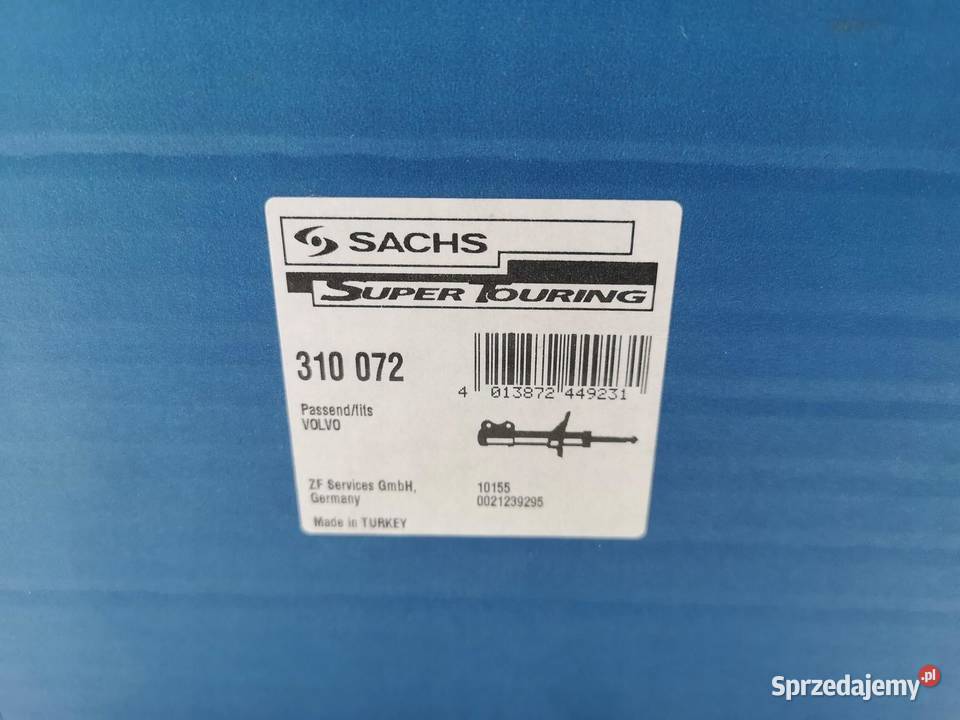 SACHS
SUPER TOURING
310 072
4 013872 449231
Passend/fits
VOLVO
ZF Services GmbH,
Germany
10155
0021239295
Made in TURKEY
Sprzedajemy.pl